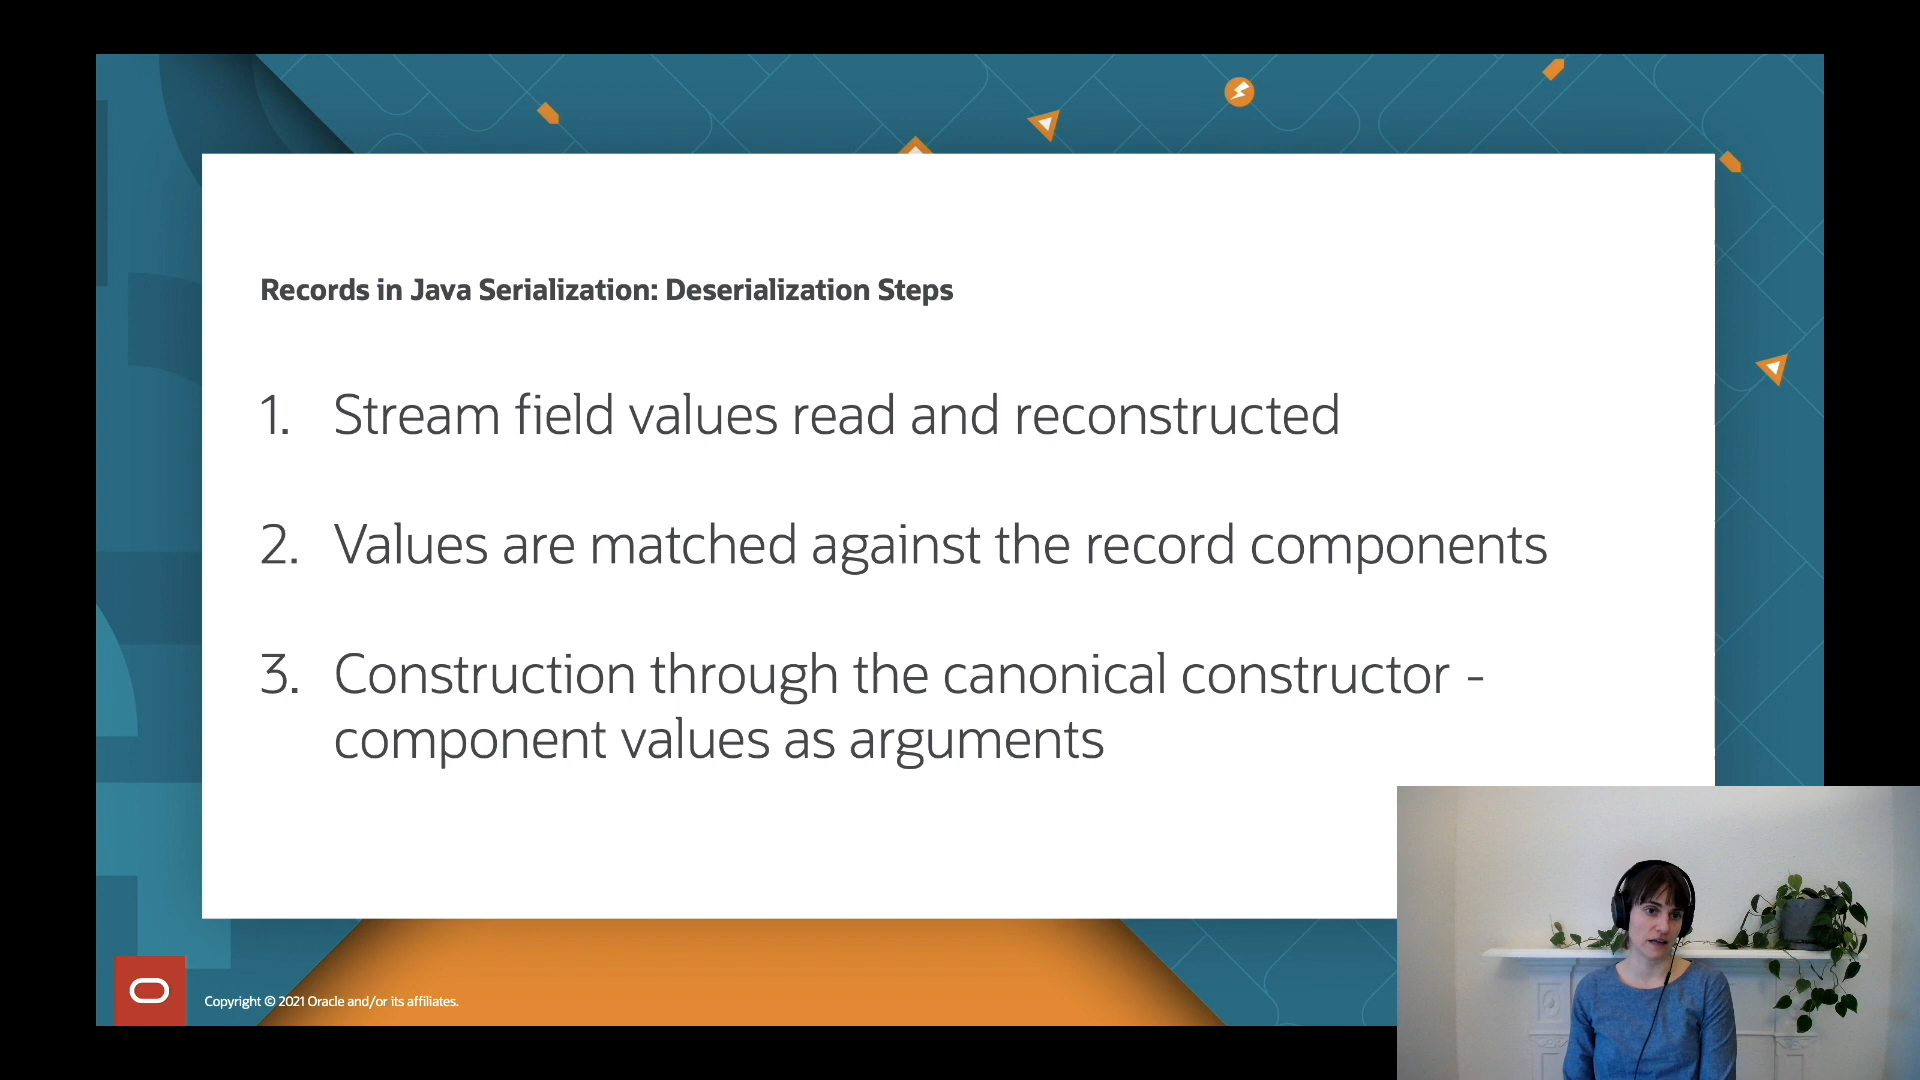 Records in Java Serialization: Deserialization Steps
1. Stream field values read and reconstructed
2. Values are matched against the record components
3. Construction through the canonical constructor -
component values as arguments
Copyright © 2021 Oracle and/or its affiliates.